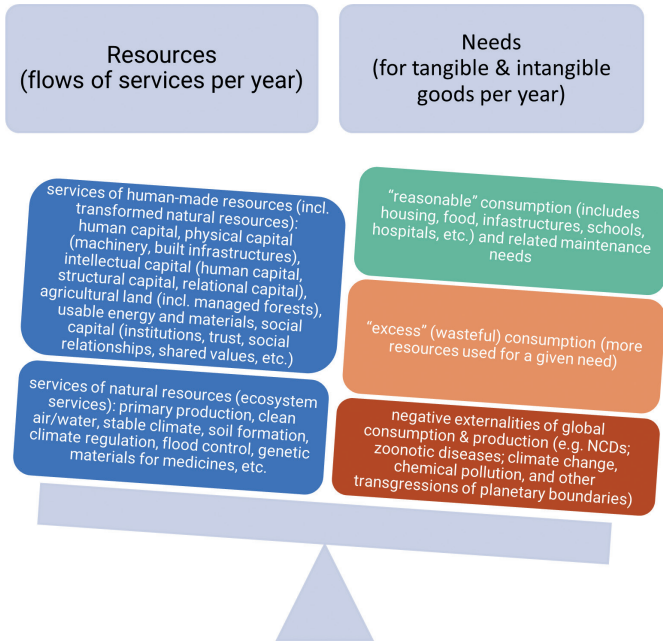 Resources
(flows of services per year)
Needs
(for tangible & intangible
goods per year)
services of human-made resources (incl.
transformed natural resources):
human capital, physical capital
(machinery, built infrastructures),
intellectual capital (human capital,
structural capital, relational capital),
agricultural land (incl. managed forests),
usable energy and materials, social
capital (institutions, trust, social
relationships, shared values, etc.)
services of natural resources (ecosystem
services): primary production, clean
air/water, stable climate, soil formation,
climate regulation, flood control, genetic
materials for medicines, etc.
“reasonable” consumption (includes
housing, food, infastructures, schools,
hospitals, etc.) and related maintenance
needs
“excess” (wasteful) consumption (more
resources used for a given need)
negative externalities of global
consumption & production (e.g. NCDs;
zoonotic diseases; climate change,
chemical pollution, and other
transgressions of planetary boundaries)